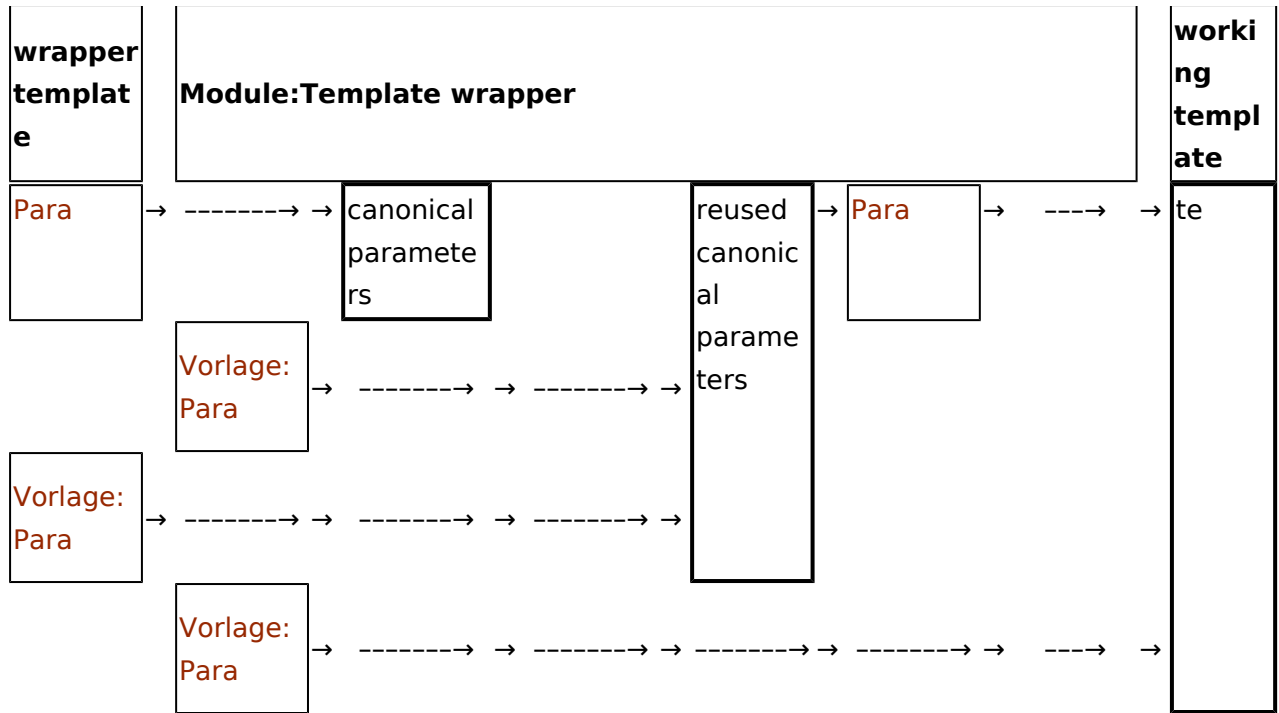 wrapper
templat
e
Module:Template wrapper
worki
ng
templ
ate
Para
→ -------→ →
canonical
paramete
rs
reused
canonic
al
parame
ters
→
Para
→ ---→ →
te
Vorlage:
Para
→ -------→ → -------→ →
Vorlage:
Para
→ -------→ → -------→ → -------→ →
Vorlage:
Para
→ -------→ → -------→ → -------→ → -------→ → ---→ →